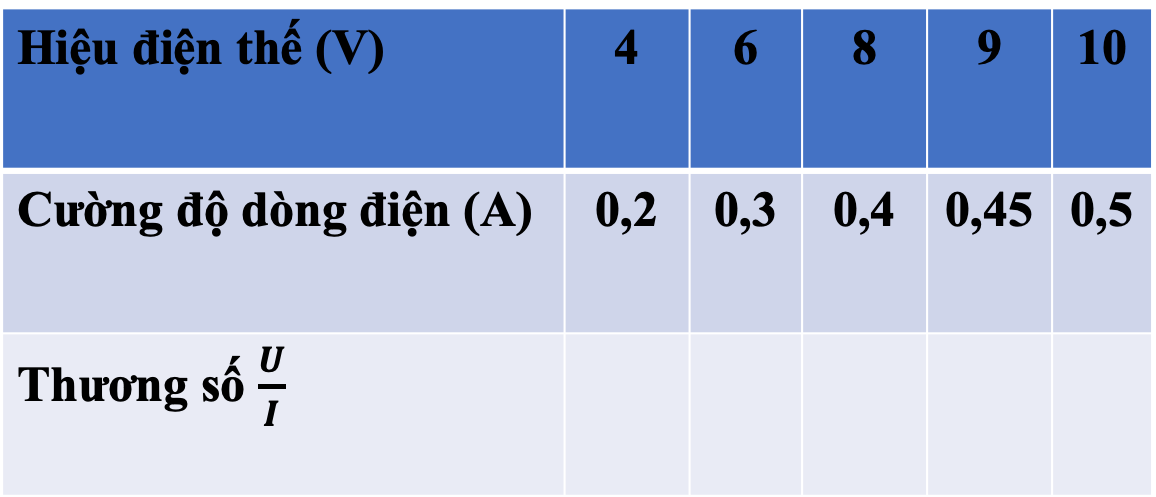 Hiệu điện thế (V) 4 6 8 9 10
Cường độ dòng điện (A) 0,2 0,3 0,4 0,45 0,5
Thương số U/I